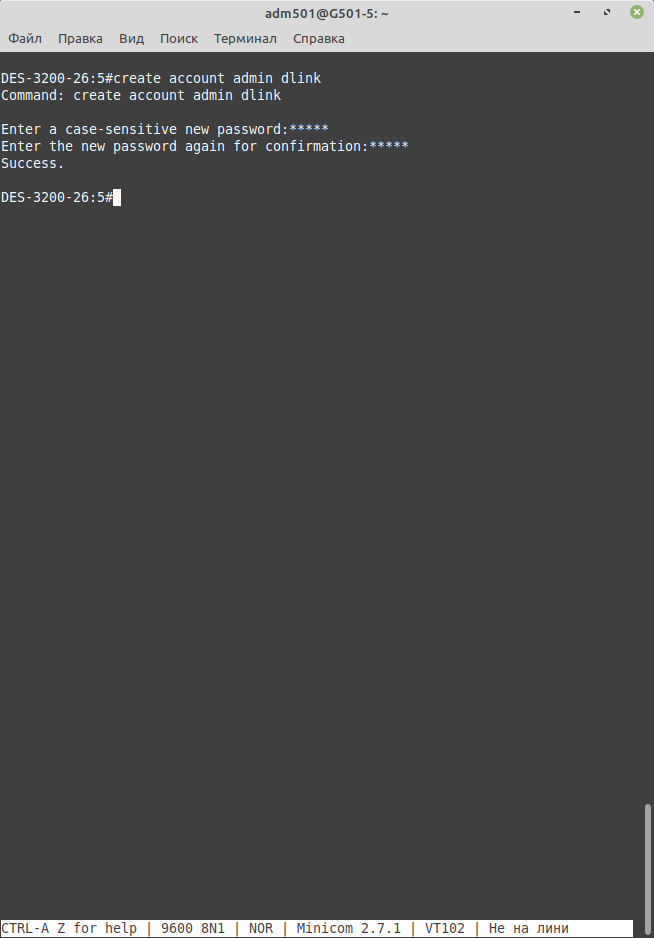 adm501@G501-5: ~
Файл Правка Вид Поиск Терминал Справка
DES-3200-26:5#create account admin dlink
Command: create account admin dlink
Enter a case-sensitive new password:*****
Enter the new password again for confirmation:*****
Success.
DES-3200-26:5#
CTRL-A Z for help | 9600 8N1 | NOR | Minicom 2.7.1 | VT102 | Не на лини